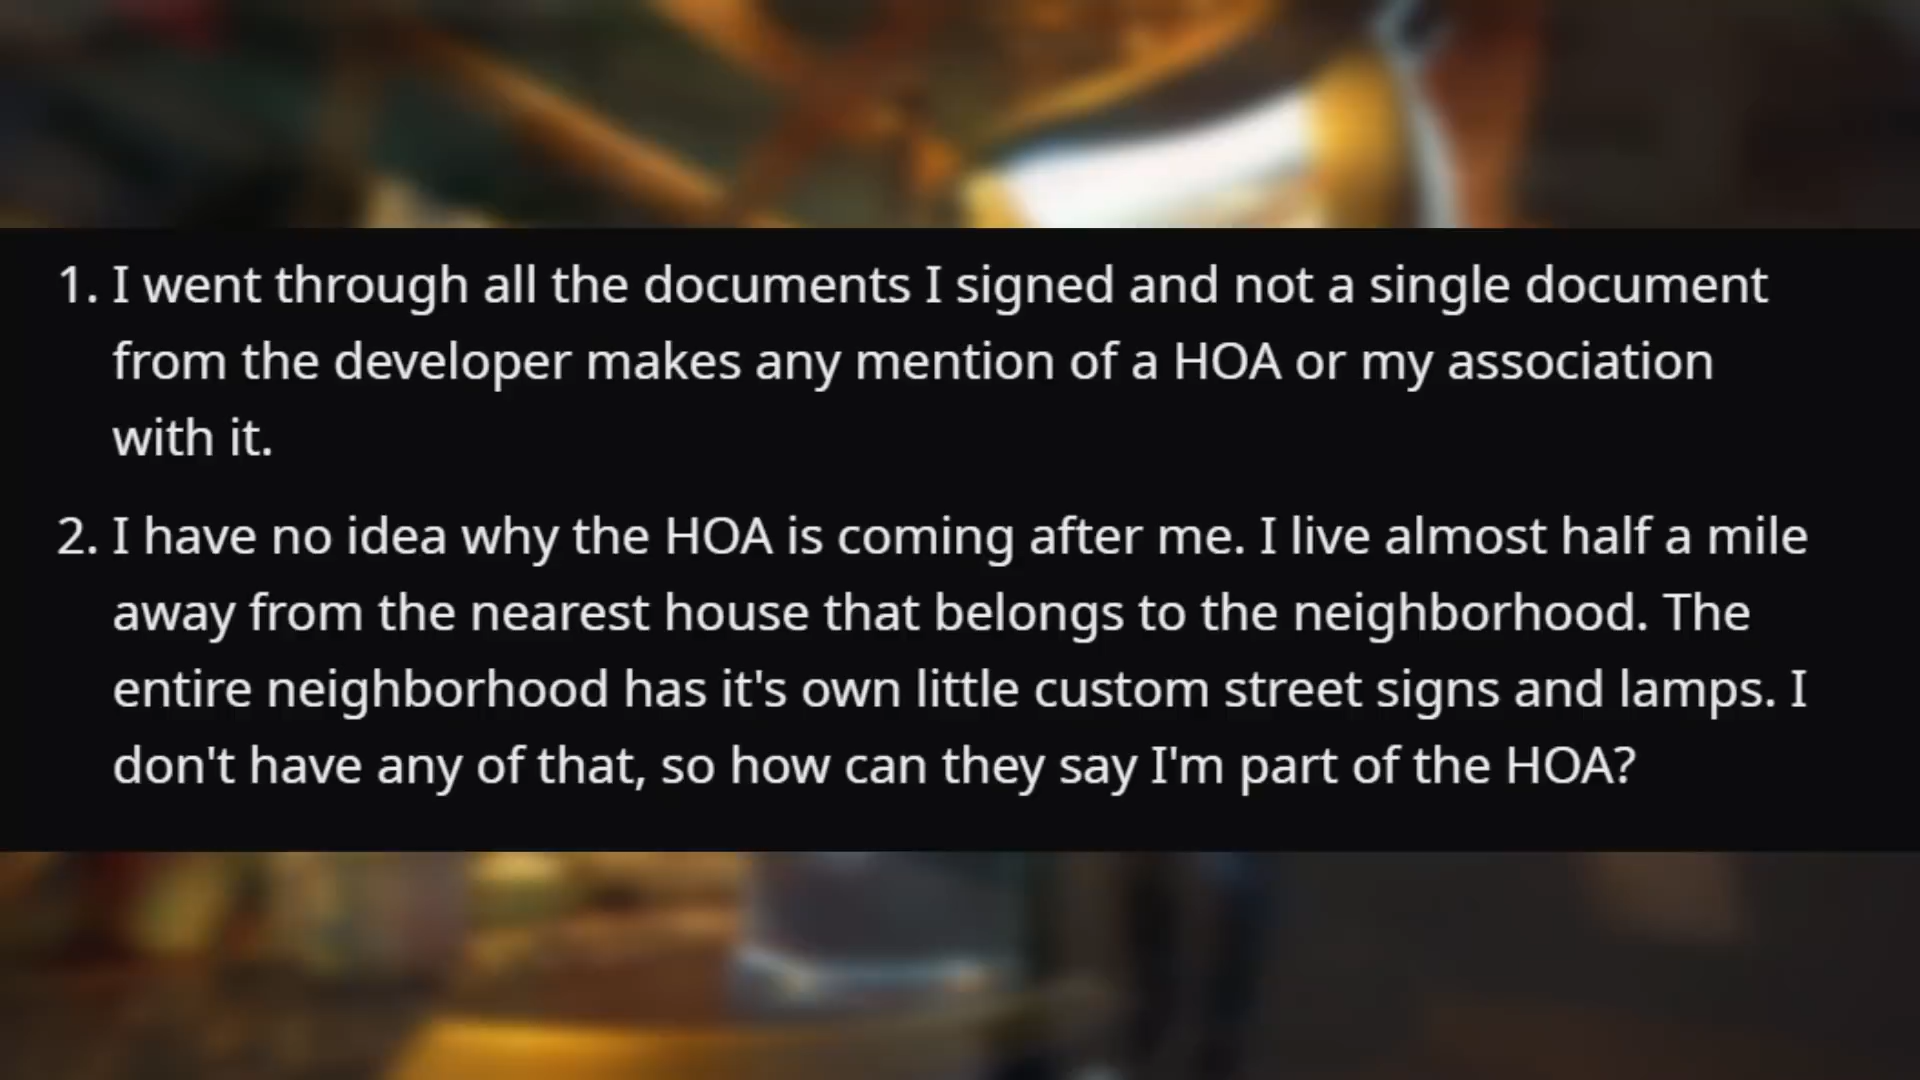 1. I went through all the documents I signed and not a single document
from the developer makes any mention of a HOA or my association
with it.
2. I have no idea why the HOA is coming after me. I live almost half a mile
away from the nearest house that belongs to the neighborhood. The
entire neighborhood has it's own little custom street signs and lamps. I
don't have any of that, so how can they say I'm part of the HOA?